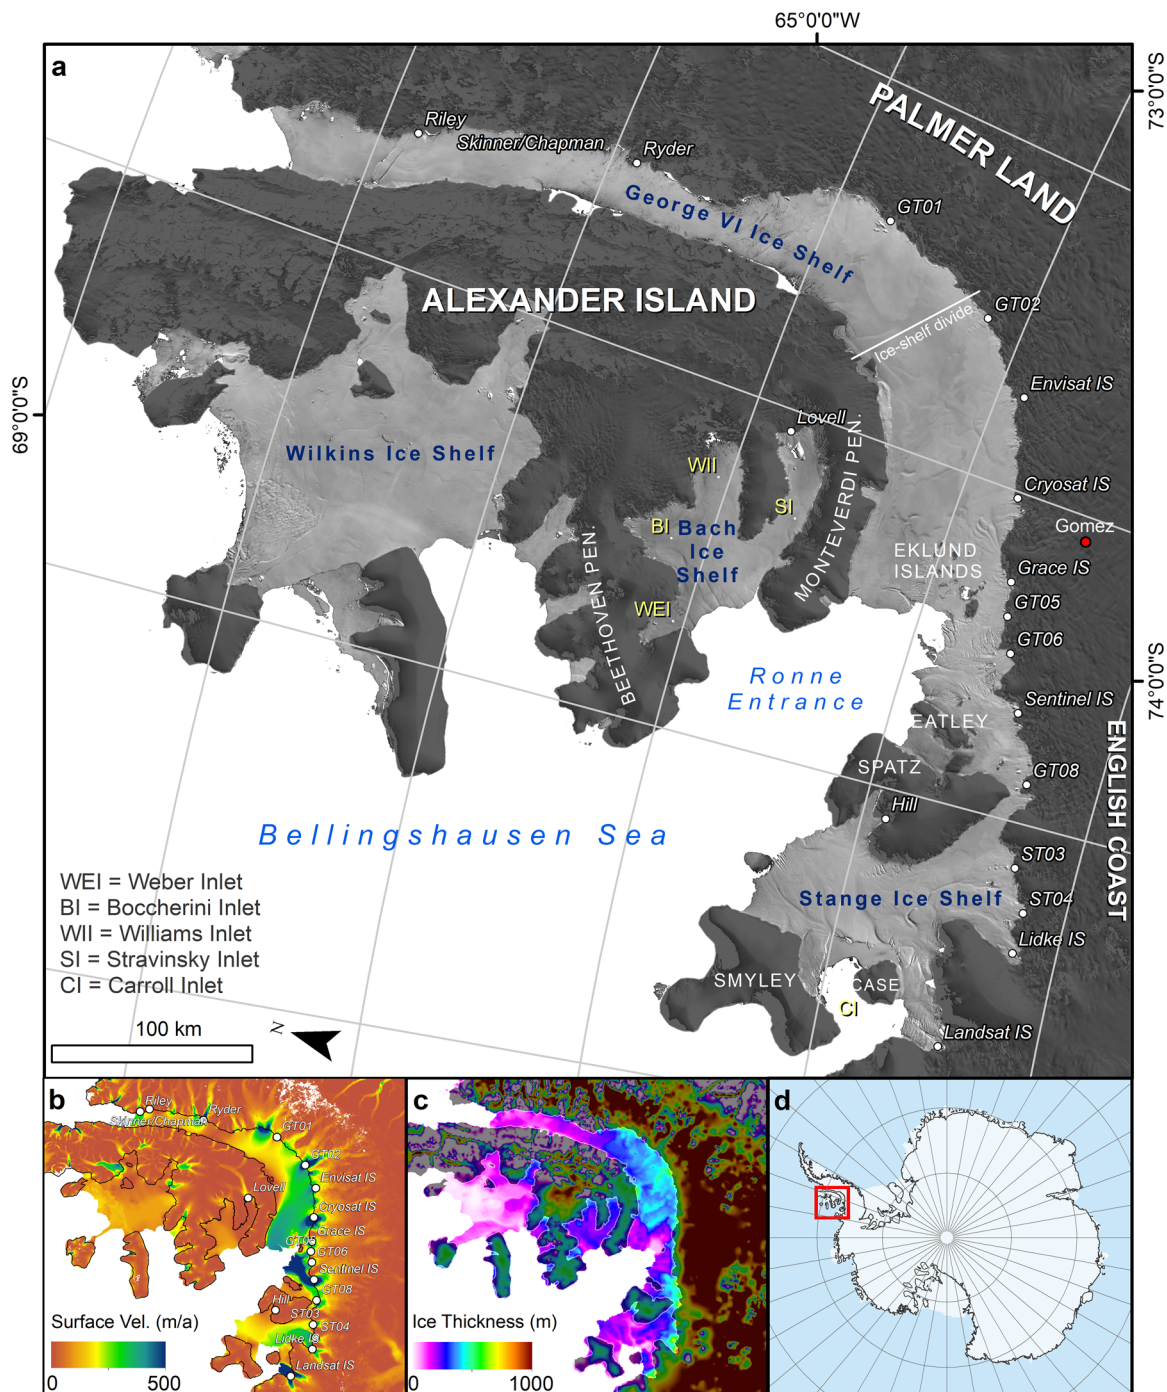 65°0'0"W
73°0'0"S
a
PALMER LAND
Riley
Skinner/Chapman
Ryder
George VI Ice Shelf
GT01
ALEXANDER ISLAND
GT02
Ice-shelf divide
Envisat IS
69°0'0"S
Lovell
Wilkins Ice Shelf
WII
MONTEVERDI PEN.
Cryosat IS
SI
Gomez
BI
Bach
Ice
Shelf
EKLUND
ISLANDS
Grace IS
BEETHOVEN PEN.
WEI
GT05
GT06
Ronne
Entrance
Sentinel IS
74°0'0"S
EATLEY
ENGLISH COAST
SPATZ
GT08
Hill
Bellingshausen Sea
ST03
Stange Ice Shelf
ST04
Lidke IS
WEI = Weber Inlet
BI = Boccherini Inlet
WII = Williams Inlet
SI = Stravinsky Inlet
CI = Carroll Inlet
SMYLEY
CASE
CI
Landsat IS
100 km
N
b
Riley
Skinner/Chapman
Ryder
GT01
GT02
Envisat IS
Lovell
Cryosat IS
Grace IS
GT05
GT06
Sentinel IS
GT08
Hill
ST03
ST04
Lidke IS
Landsat IS
Surface Vel. (m/a)
0 500
c
Ice Thickness (m)
0 1000
d